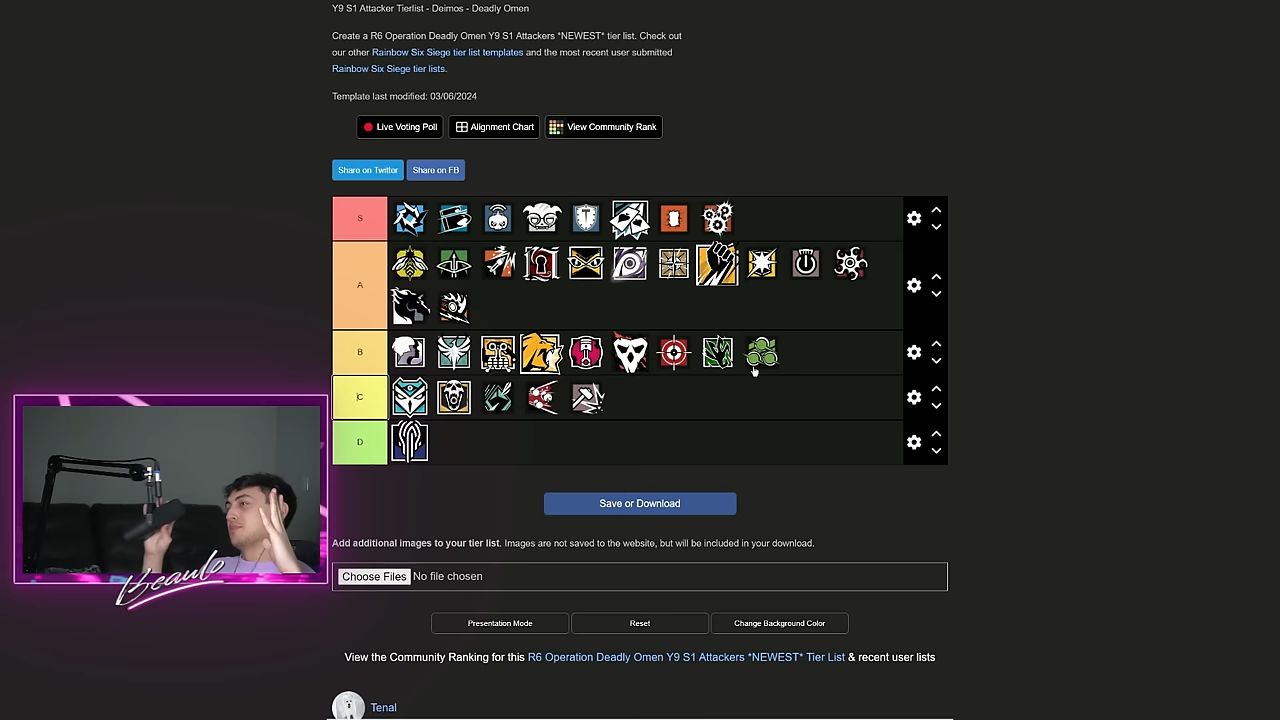 Y9 S1 Attacker Tierlist - Deimos - Deadly Omen
Create a R6 Operation Deadly Omen Y9 S1 Attackers *NEWEST* tier list. Check out
our other Rainbow Six Siege tier list templates and the most recent user submitted
Rainbow Six Siege tier lists.
Template last modified: 03/06/2024
Live Voting Poll
Alignment Chart
View Community Rank
Share on Twitter
Share on FB
S
A
B
C
D
Save or Download
Add additional images to your tier list. Images are not saved to the website, but will be included in your download.
Choose Files No file chosen
Presentation Mode
Reset
Change Background Color
Beaulo
View the Community Ranking for this R6 Operation Deadly Omen Y9 S1 Attackers *NEWEST* Tier List & recent user lists
Tenal